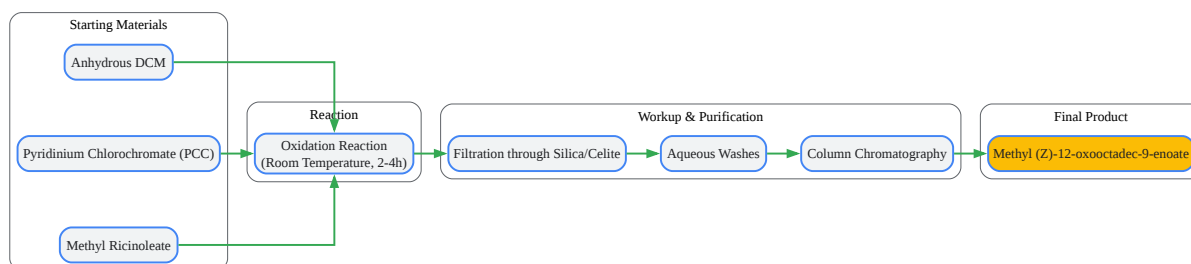 Starting Materials
Anhydrous DCM
Pyridinium Chlorochromate (PCC)
Methyl Ricinoleate
Reaction
Oxidation Reaction
(Room Temperature, 2-4h)
Workup & Purification
Filtration through Silica/Celite
Aqueous Washes
Column Chromatography
Final Product
Methyl (Z)-12-oxooctadec-9-enoate